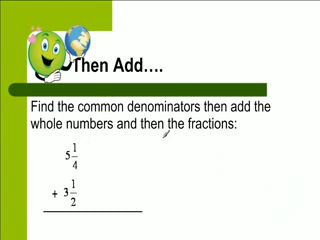 Then Add....
Find the common denominators then add the
whole numbers and then the fractions:
5 1/4
+ 3 1/2